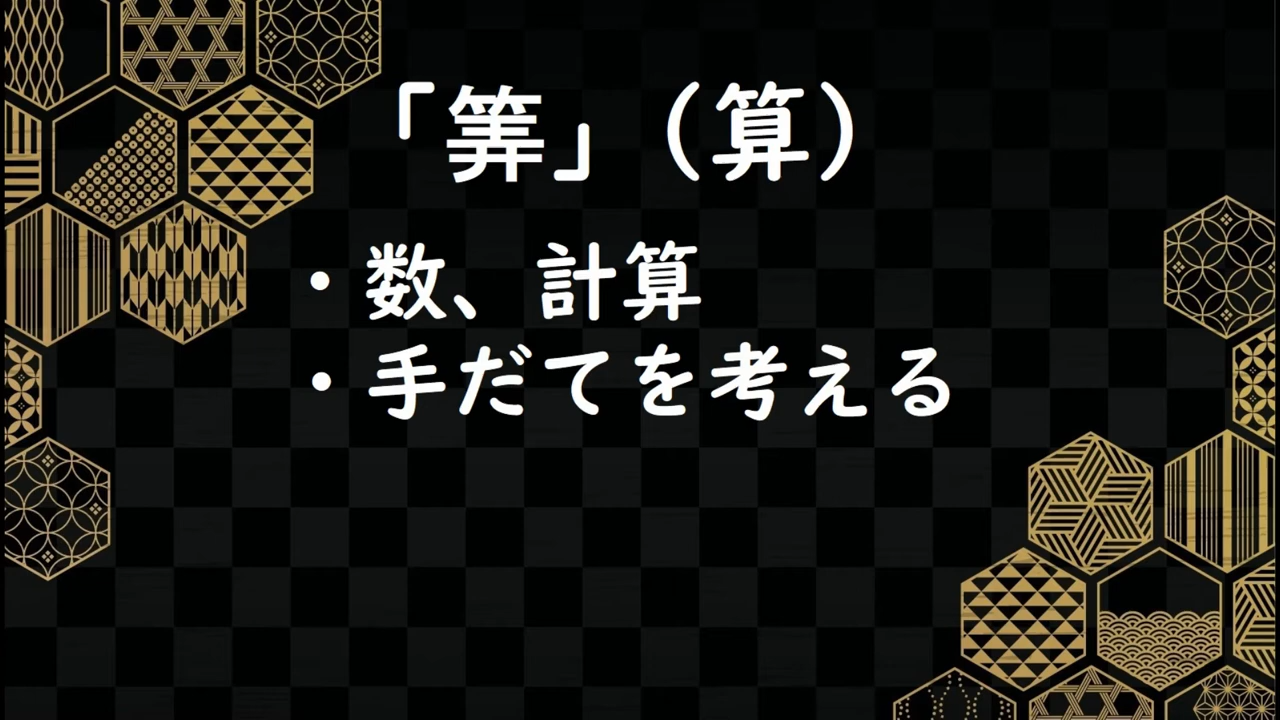 「筭」（算）
・数、計算
・手だてを考える